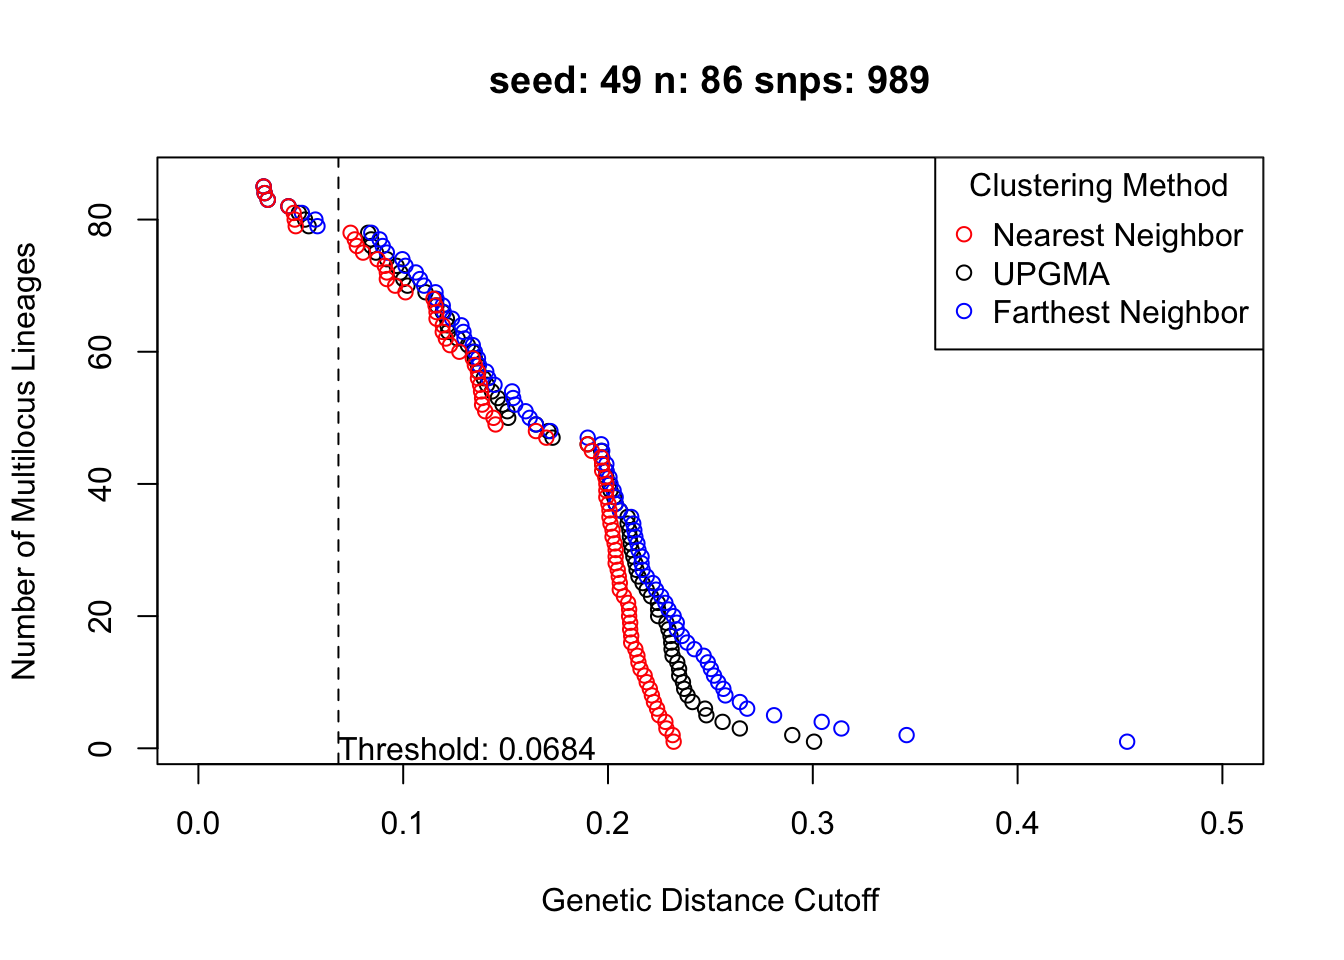 seed: 49 n: 86 snps: 989
Clustering Method
Nearest Neighbor
UPGMA
Farthest Neighbor
Number of Multilocus Lineages
80
60
40
20
0
Threshold: 0.0684
0.0 0.1 0.2 0.3 0.4 0.5
Genetic Distance Cutoff